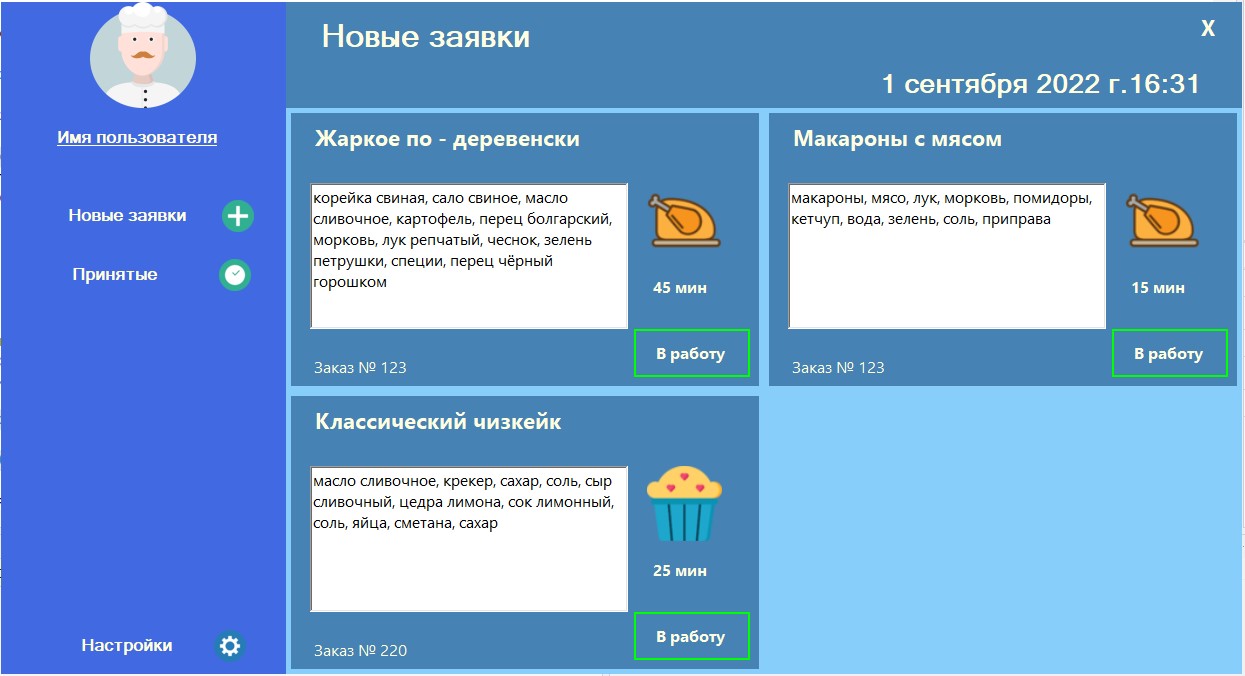 Имя пользователя
Новые заявки
Принятые
Настройки
Новые заявки
X
1 сентября 2022 г.16:31
Жаркое по - деревенски
корейка свиная, сало свиное, масло
сливочное, картофель, перец болгарский,
морковь, лук репчатый, чеснок, зелень
петрушки, специи, перец чёрный
горошком
45 мин
В работу
Заказ № 123
Макароны с мясом
макароны, мясо, лук, морковь, помидоры,
кетчуп, вода, зелень, соль, приправа
15 мин
В работу
Заказ № 123
Классический чизкейк
масло сливочное, крекер, сахар, соль, сыр
сливочный, цедра лимона, сок лимонный,
соль, яйца, сметана, сахар
25 мин
В работу
Заказ № 220